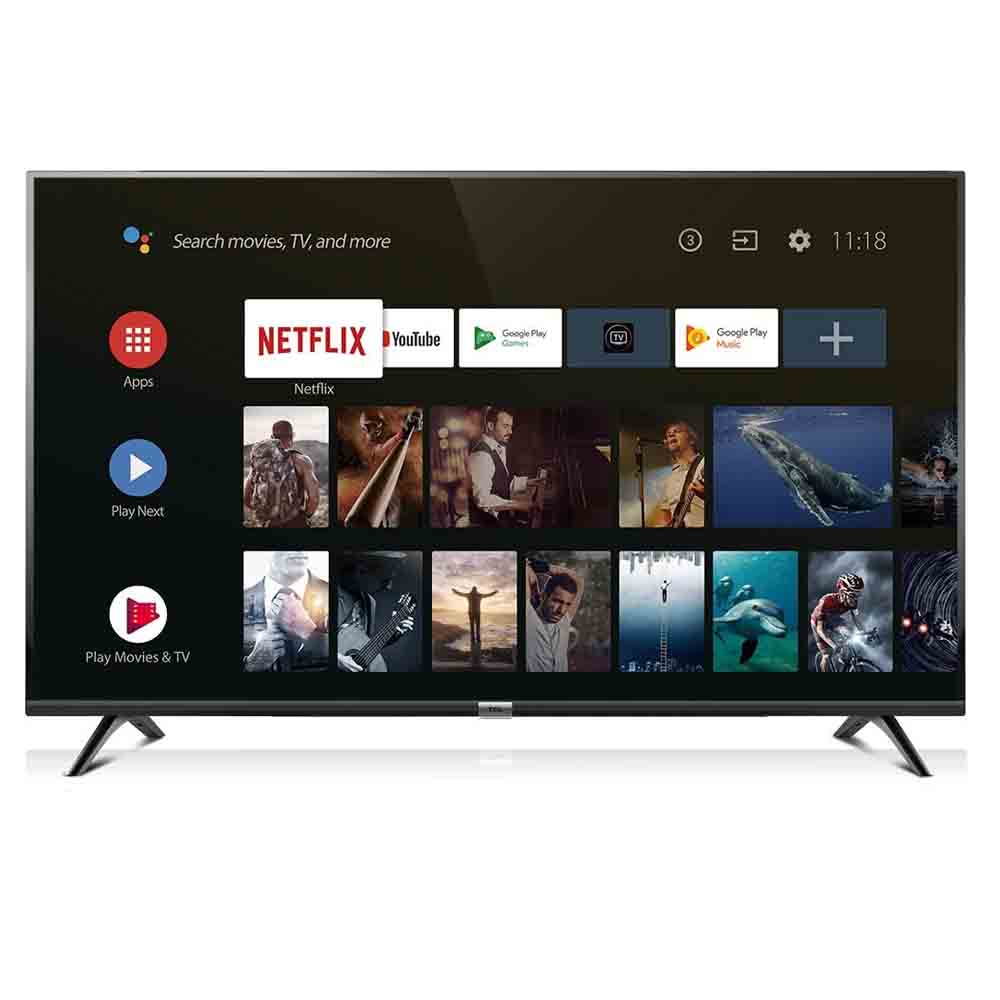 Search movies, TV, and more
3
11:18
NETFLIX
YouTube
Google Play
Games
TV
Google Play
Music
Apps
Netflix
Play Next
Play Movies & TV
TCL